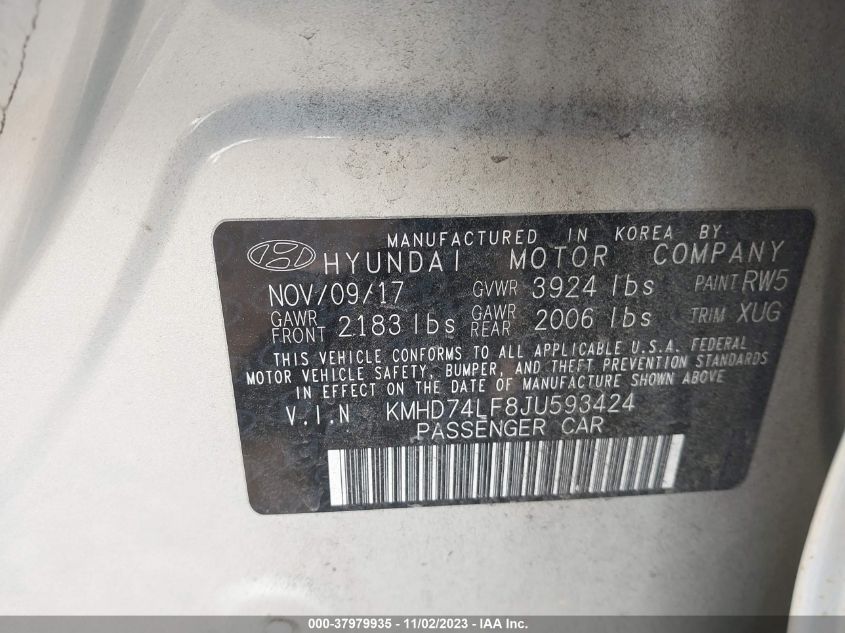 MANUFACTURED IN KOREA BY
HYUNDAI MOTOR COMPANY
NOV/09/17 GVWR 3924 lbs PAINT RW5
GAWR FRONT 2183 lbs GAWR REAR 2006 lbs TRIM XUG
THIS VEHICLE CONFORMS TO ALL APPLICABLE U.S.A. FEDERAL
MOTOR VEHICLE SAFETY, BUMPER, AND THEFT PREVENTION STANDARDS
IN EFFECT ON THE DATE OF MANUFACTURE SHOWN ABOVE
V.I.N KMHD74LF8JU593424
PASSENGER CAR
000-37979935 - 11/02/2023 - IAA Inc.